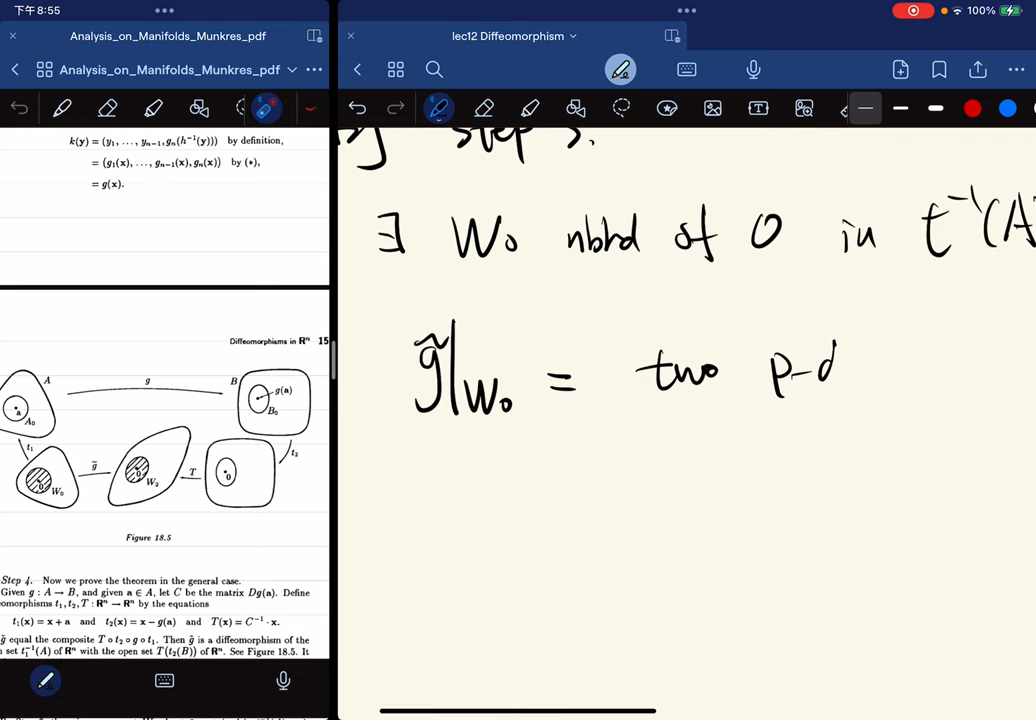 下午8:55
100%
Analysis_on_Manifolds_Munkres_pdf
Analysis_on_Manifolds_Munkres_pdf
k(y) = (y₁, . . . , yₙ₋₁, gₙ(h⁻¹(y))) by definition,
= (g₁(x), . . . , gₙ₋₁(x), gₙ(x)) by (*),
= g(x).
Diffeomorphisms in Rⁿ 15
A
g
B
g(a)
a
A₀
B₀
t₁
t₂
g̃
T
0
0
0
W₀
W₂
Figure 18.5
Step 4. Now we prove the theorem in the general case.
Given g : A → B, and given a ∈ A, let C be the matrix Dg(a). Define
omorphisms t₁, t₂, T : Rⁿ → Rⁿ by the equations
t₁(x) = x + a and t₂(x) = x − g(a) and T(x) = C⁻¹ · x.
g̃ equal the composite T ∘ t₂ ∘ g ∘ t₁. Then g̃ is a diffeomorphism of the
n set t₁⁻¹(A) of Rⁿ with the open set T(t₂(B)) of Rⁿ. See Figure 18.5. It
lec12 Diffeomorphism
step 3.
∃ W₀ nbhd of 0 in t⁻¹(A
g̃|W₀ = two p-d